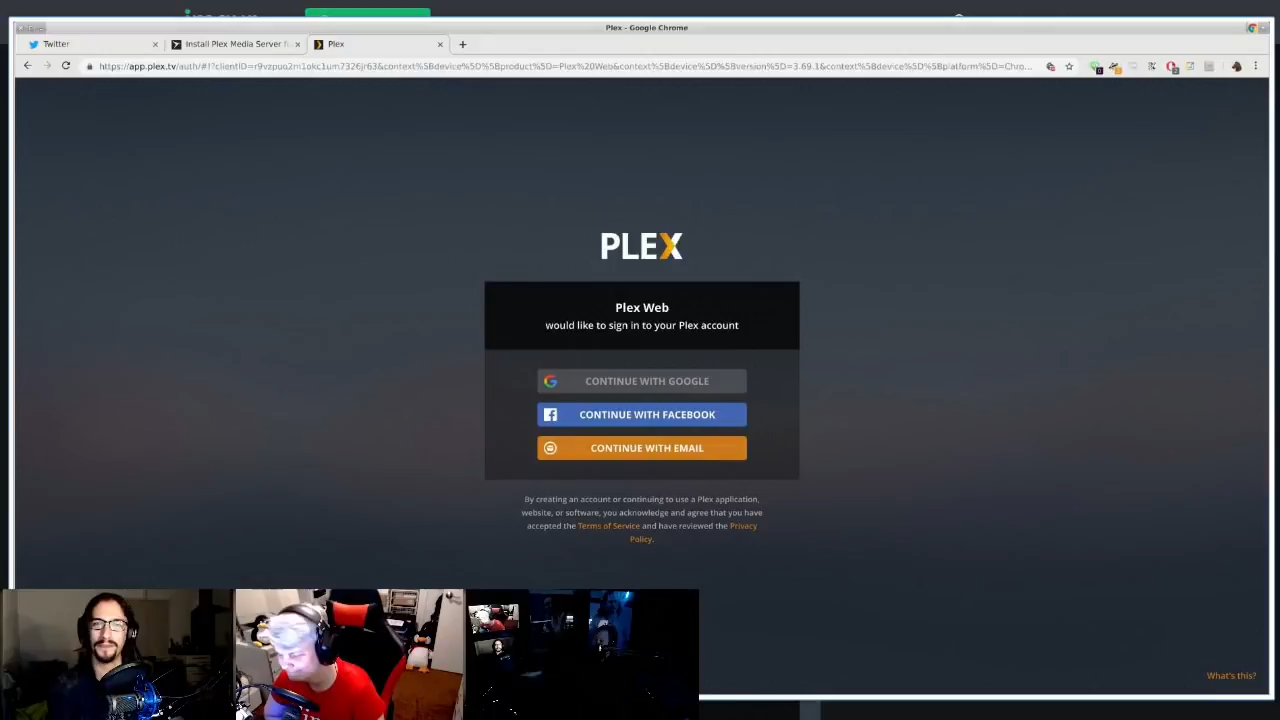 Plex - Google Chrome
Twitter
Install Plex Media Server fo
Plex
PLEX
Plex Web
would like to sign in to your Plex account
CONTINUE WITH GOOGLE
CONTINUE WITH FACEBOOK
CONTINUE WITH EMAIL
By creating an account or continuing to use a Plex application,
website, or software, you acknowledge and agree that you have
accepted the Terms of Service and have reviewed the Privacy
Policy.
What's this?